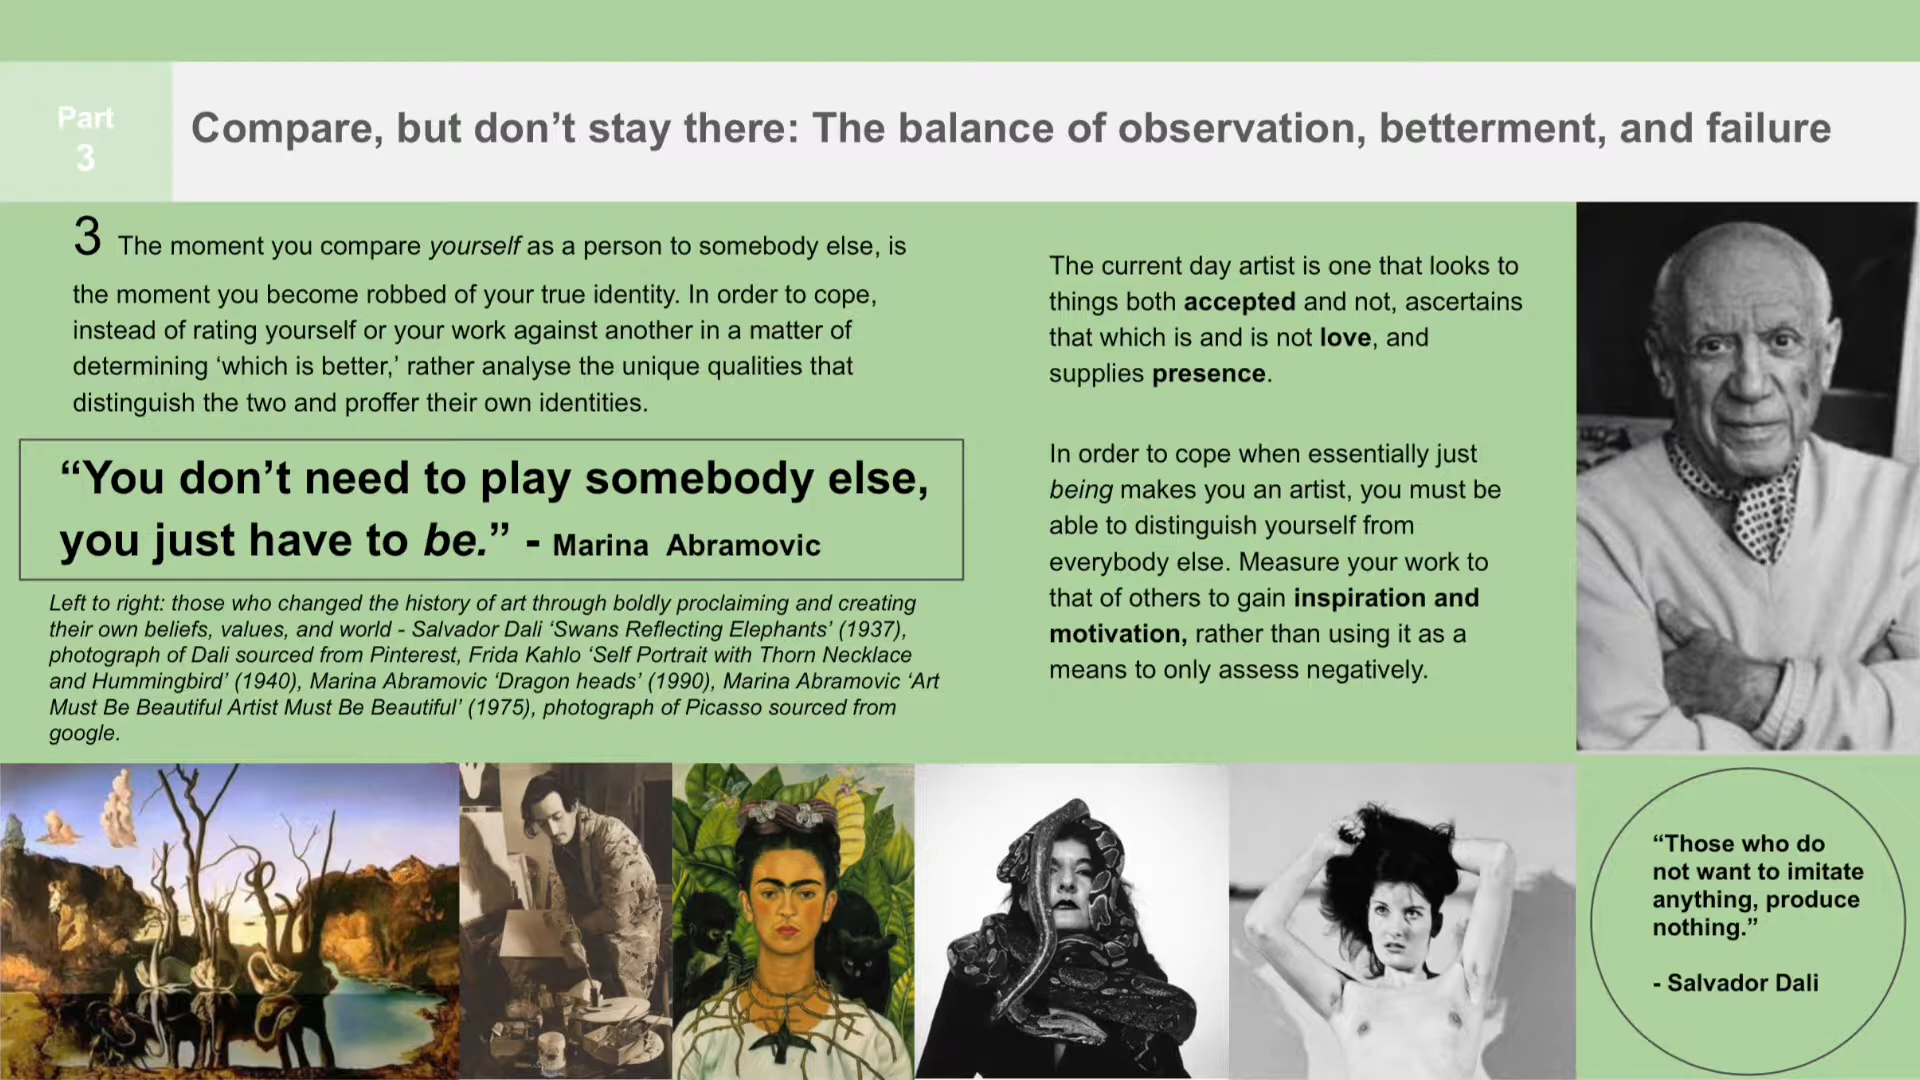 Part
3
Compare, but don’t stay there: The balance of observation, betterment, and failure
3 The moment you compare yourself as a person to somebody else, is
the moment you become robbed of your true identity. In order to cope,
instead of rating yourself or your work against another in a matter of
determining ‘which is better,’ rather analyse the unique qualities that
distinguish the two and proffer their own identities.
“You don’t need to play somebody else,
you just have to be.” - Marina Abramovic
Left to right: those who changed the history of art through boldly proclaiming and creating
their own beliefs, values, and world - Salvador Dali ‘Swans Reflecting Elephants’ (1937),
photograph of Dali sourced from Pinterest, Frida Kahlo ‘Self Portrait with Thorn Necklace
and Hummingbird’ (1940), Marina Abramovic ‘Dragon heads’ (1990), Marina Abramovic ‘Art
Must Be Beautiful Artist Must Be Beautiful’ (1975), photograph of Picasso sourced from
google.
The current day artist is one that looks to
things both accepted and not, ascertains
that which is and is not love, and
supplies presence.
In order to cope when essentially just
being makes you an artist, you must be
able to distinguish yourself from
everybody else. Measure your work to
that of others to gain inspiration and
motivation, rather than using it as a
means to only assess negatively.
“Those who do
not want to imitate
anything, produce
nothing.”
- Salvador Dali